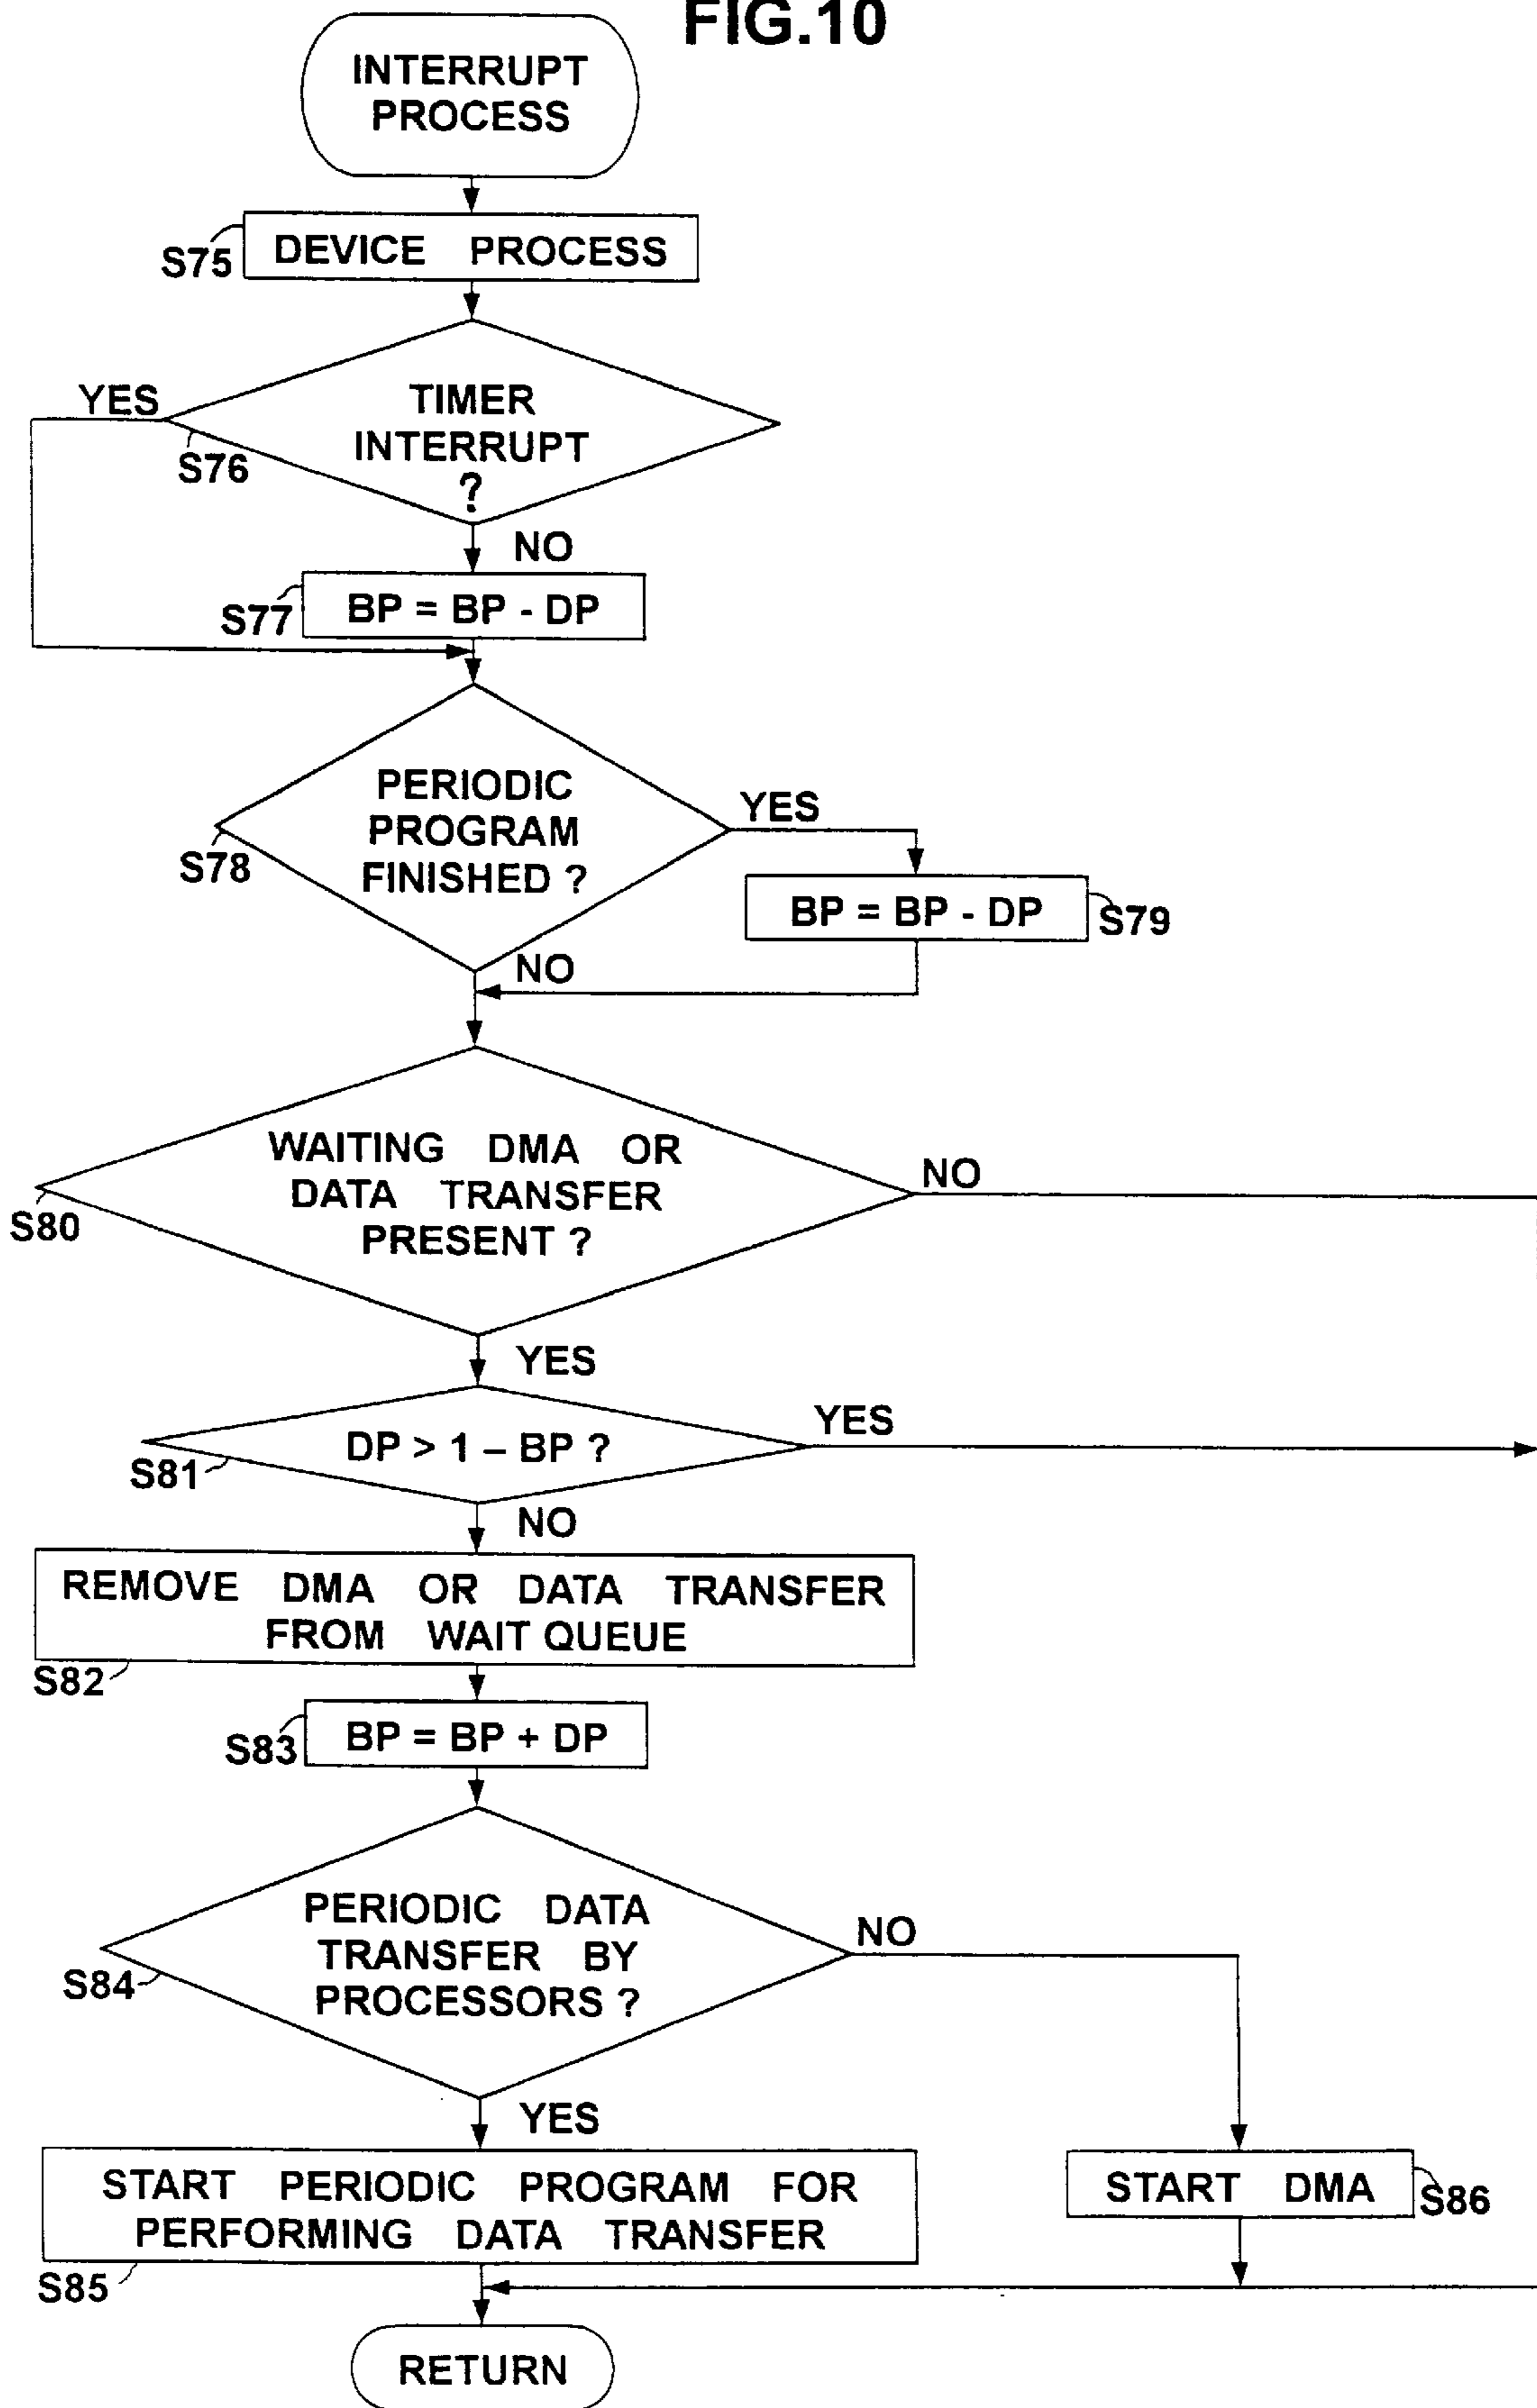 FIG.10
INTERRUPT
PROCESS
S75
DEVICE PROCESS
YES
TIMER
INTERRUPT
?
S76
NO
S77
BP = BP - DP
PERIODIC
PROGRAM
FINISHED ?
YES
S78
BP = BP - DP
S79
NO
WAITING DMA OR
DATA TRANSFER
PRESENT ?
NO
S80
YES
DP > 1 – BP ?
YES
S81
NO
REMOVE DMA OR DATA TRANSFER
FROM WAIT QUEUE
S82
S83
BP = BP + DP
PERIODIC DATA
TRANSFER BY
PROCESSORS ?
NO
S84
YES
START PERIODIC PROGRAM FOR
PERFORMING DATA TRANSFER
START DMA
S86
S85
RETURN